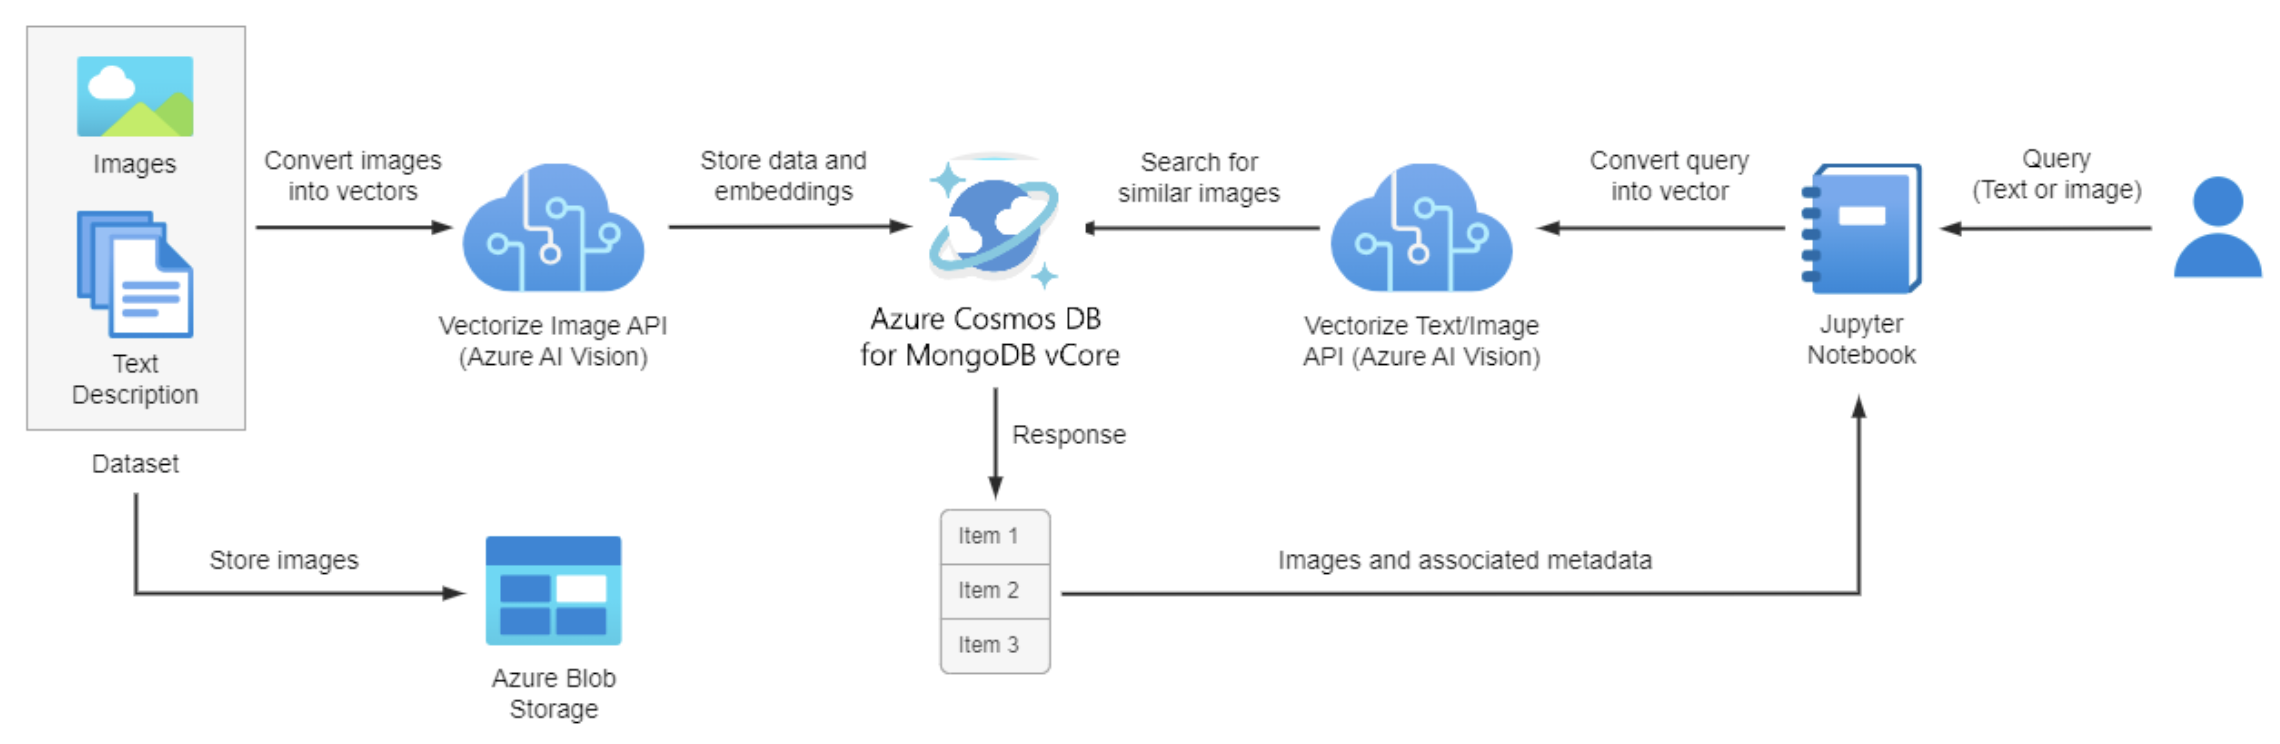 Images
Text
Description
Dataset
Convert images
into vectors
Vectorize Image API
(Azure AI Vision)
Store data and
embeddings
Azure Cosmos DB
for MongoDB vCore
Search for
similar images
Vectorize Text/Image
API (Azure AI Vision)
Convert query
into vector
Jupyter
Notebook
Query
(Text or image)
Response
Item 1
Item 2
Item 3
Images and associated metadata
Store images
Azure Blob
Storage